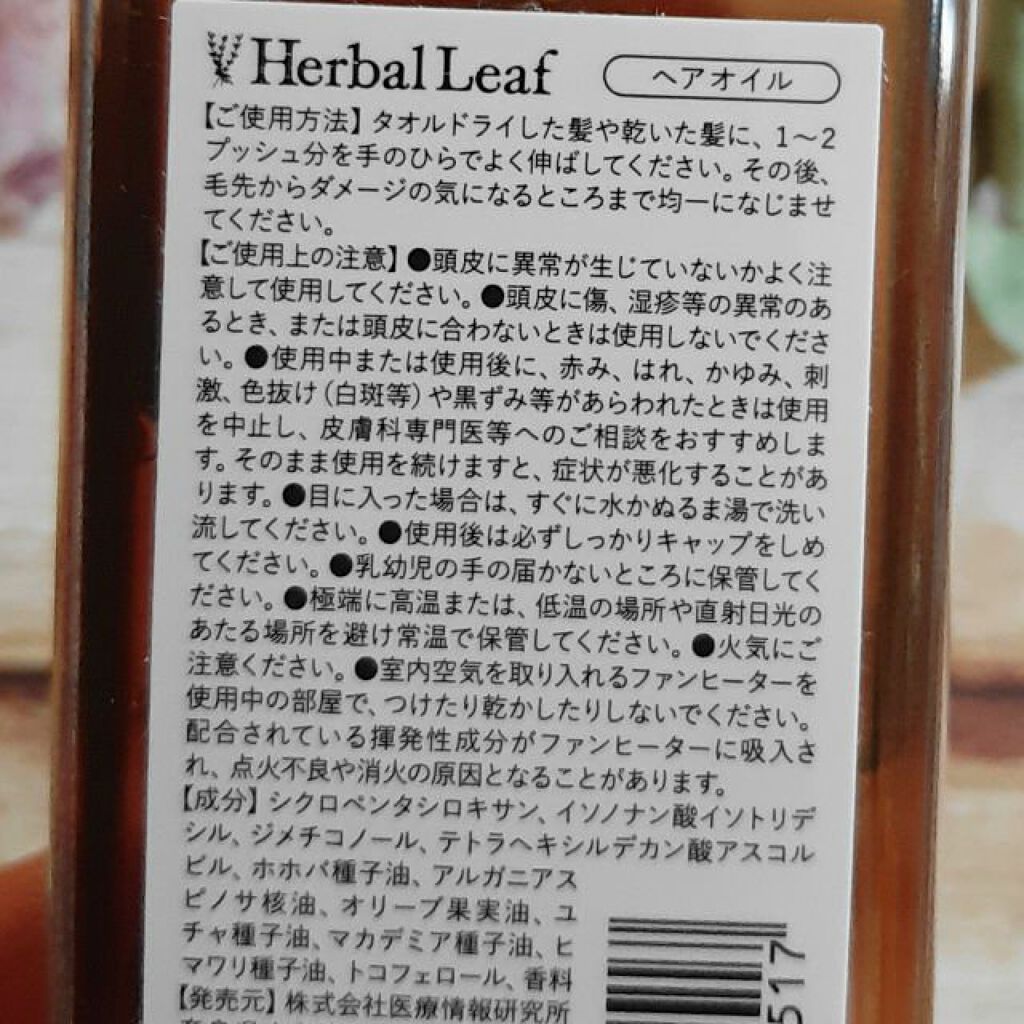 Herbal Leaf ヘアオイル
【ご使用方法】タオルドライした髪や乾いた髪に、1～2
プッシュ分を手のひらでよく伸ばしてください。その後、
毛先からダメージの気になるところまで均一になじませ
てください。
【ご使用上の注意】●頭皮に異常が生じていないかよく注
意して使用してください。●頭皮に傷、湿疹等の異常のあ
るとき、または頭皮に合わないときは使用しないでくださ
い。●使用中または使用後に、赤み、はれ、かゆみ、刺
激、色抜け（白斑等）や黒ずみ等があらわれたときは使用
を中止し、皮膚科専門医等へのご相談をおすすめしま
す。そのまま使用を続けますと、症状が悪化することがあ
ります。●目に入った場合は、すぐに水かぬるま湯で洗い
流してください。●使用後は必ずしっかりキャップをしめ
てください。●乳幼児の手の届かないところに保管してく
ださい。●極端に高温または、低温の場所や直射日光の
あたる場所を避け常温で保管してください。●火気にご
注意ください。●室内空気を取り入れるファンヒーターを
使用中の部屋で、つけたり乾かしたりしないでください。
配合されている揮発性成分がファンヒーターに吸入さ
れ、点火不良や消火の原因となることがあります。
【成分】シクロペンタシロキサン、イソノナン酸イソトリデ
シル、ジメチコノール、テトラヘキシルデカン酸アスコル
ビル、ホホバ種子油、アルガニアス
ピノサ核油、オリーブ果実油、ユ
チャ種子油、マカデミア種子油、ヒ
マワリ種子油、トコフェロール、香料
【発売元】株式会社医療情報研究所
517